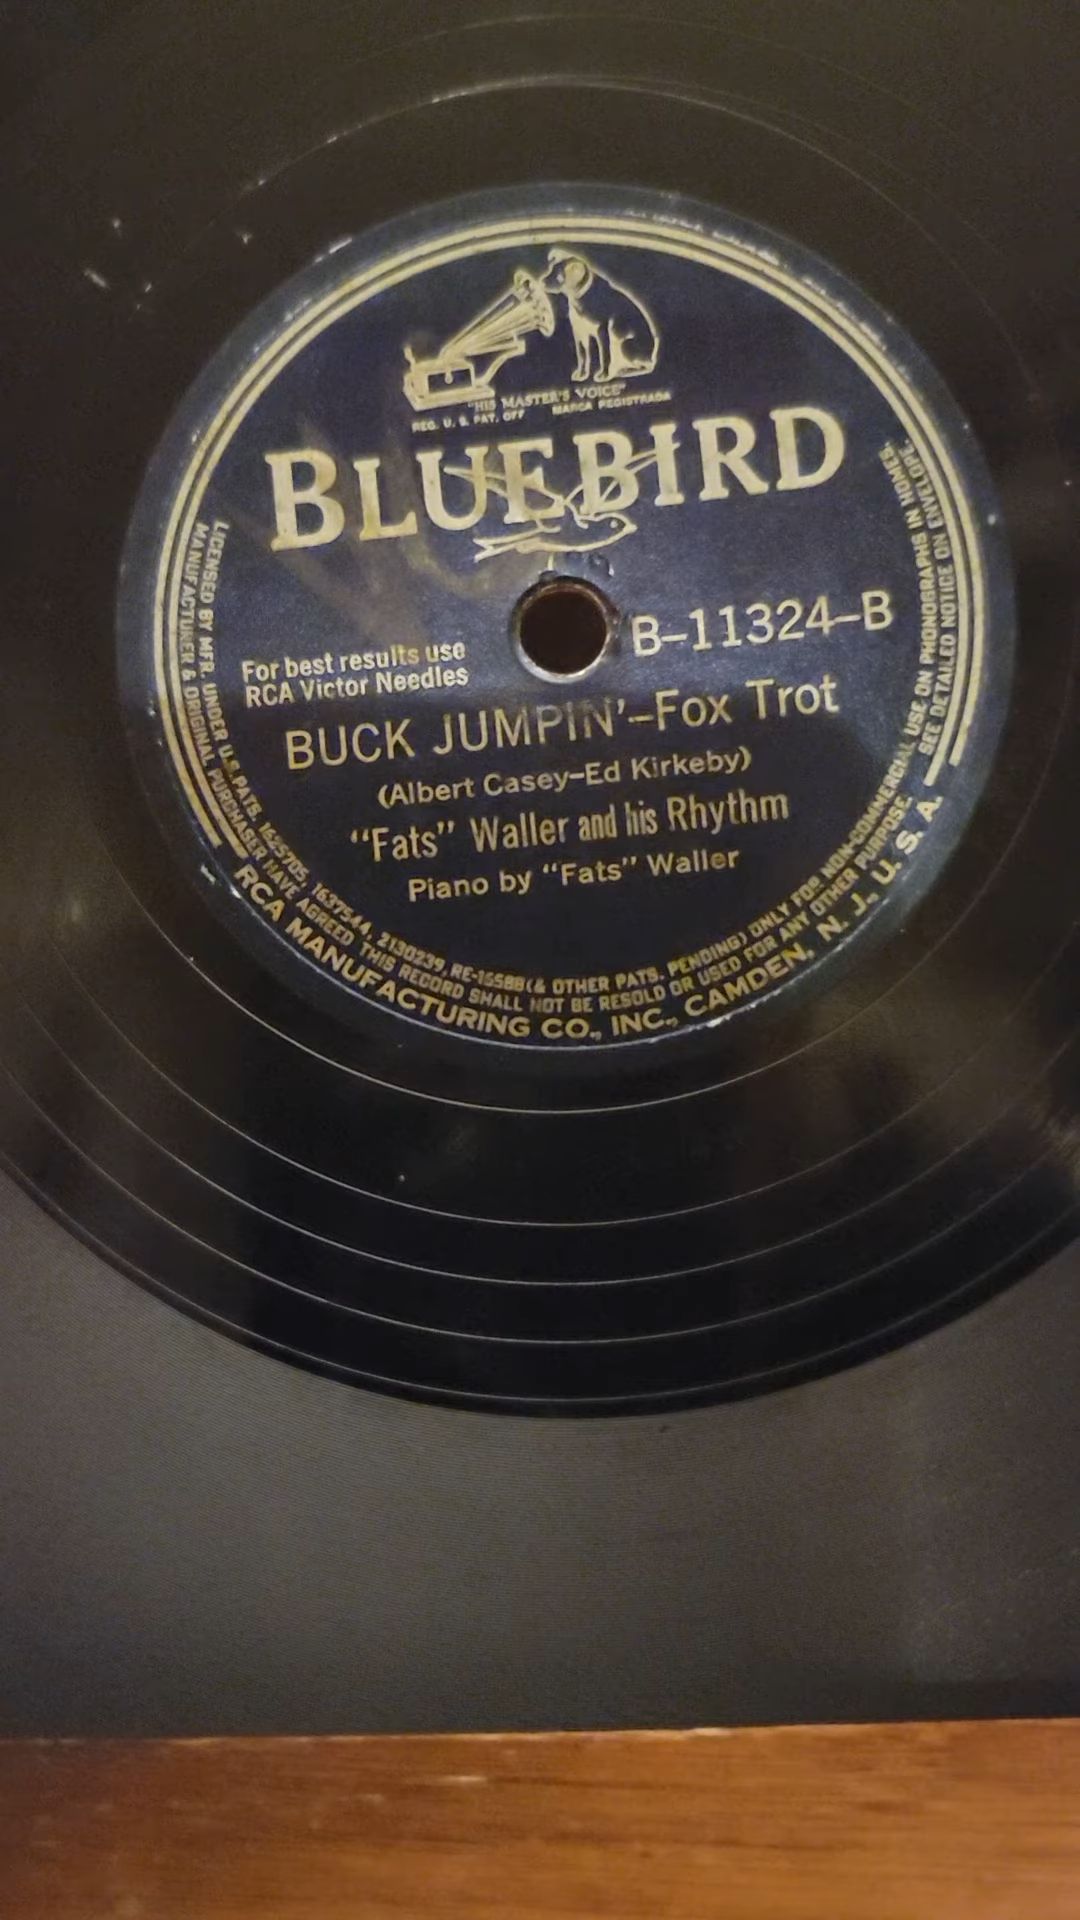 "HIS MASTER'S VOICE"
REG. U. S. PAT. OFF MARCA REGISTRADA
BLUEBIRD
B-11324-B
For best results use
RCA Victor Needles
BUCK JUMPIN'-Fox Trot
(Albert Casey-Ed Kirkeby)
"Fats" Waller and his Rhythm
Piano by "Fats" Waller
LICENSED BY MFR. UNDER U.S. PATS. 1625705, 1637544, 2130239, RE-16588 (& OTHER PATS. PENDING) ONLY FOR NON-COMMERCIAL USE ON PHONOGRAPHS IN HOMES.
MANUFACTURER & ORIGINAL PURCHASER HAVE AGREED THIS RECORD SHALL NOT BE RESOLD OR USED FOR ANY OTHER PURPOSE. SEE DETAILED NOTICE ON ENVELOPE.
RCA MANUFACTURING CO., INC., CAMDEN, N. J., U. S. A.